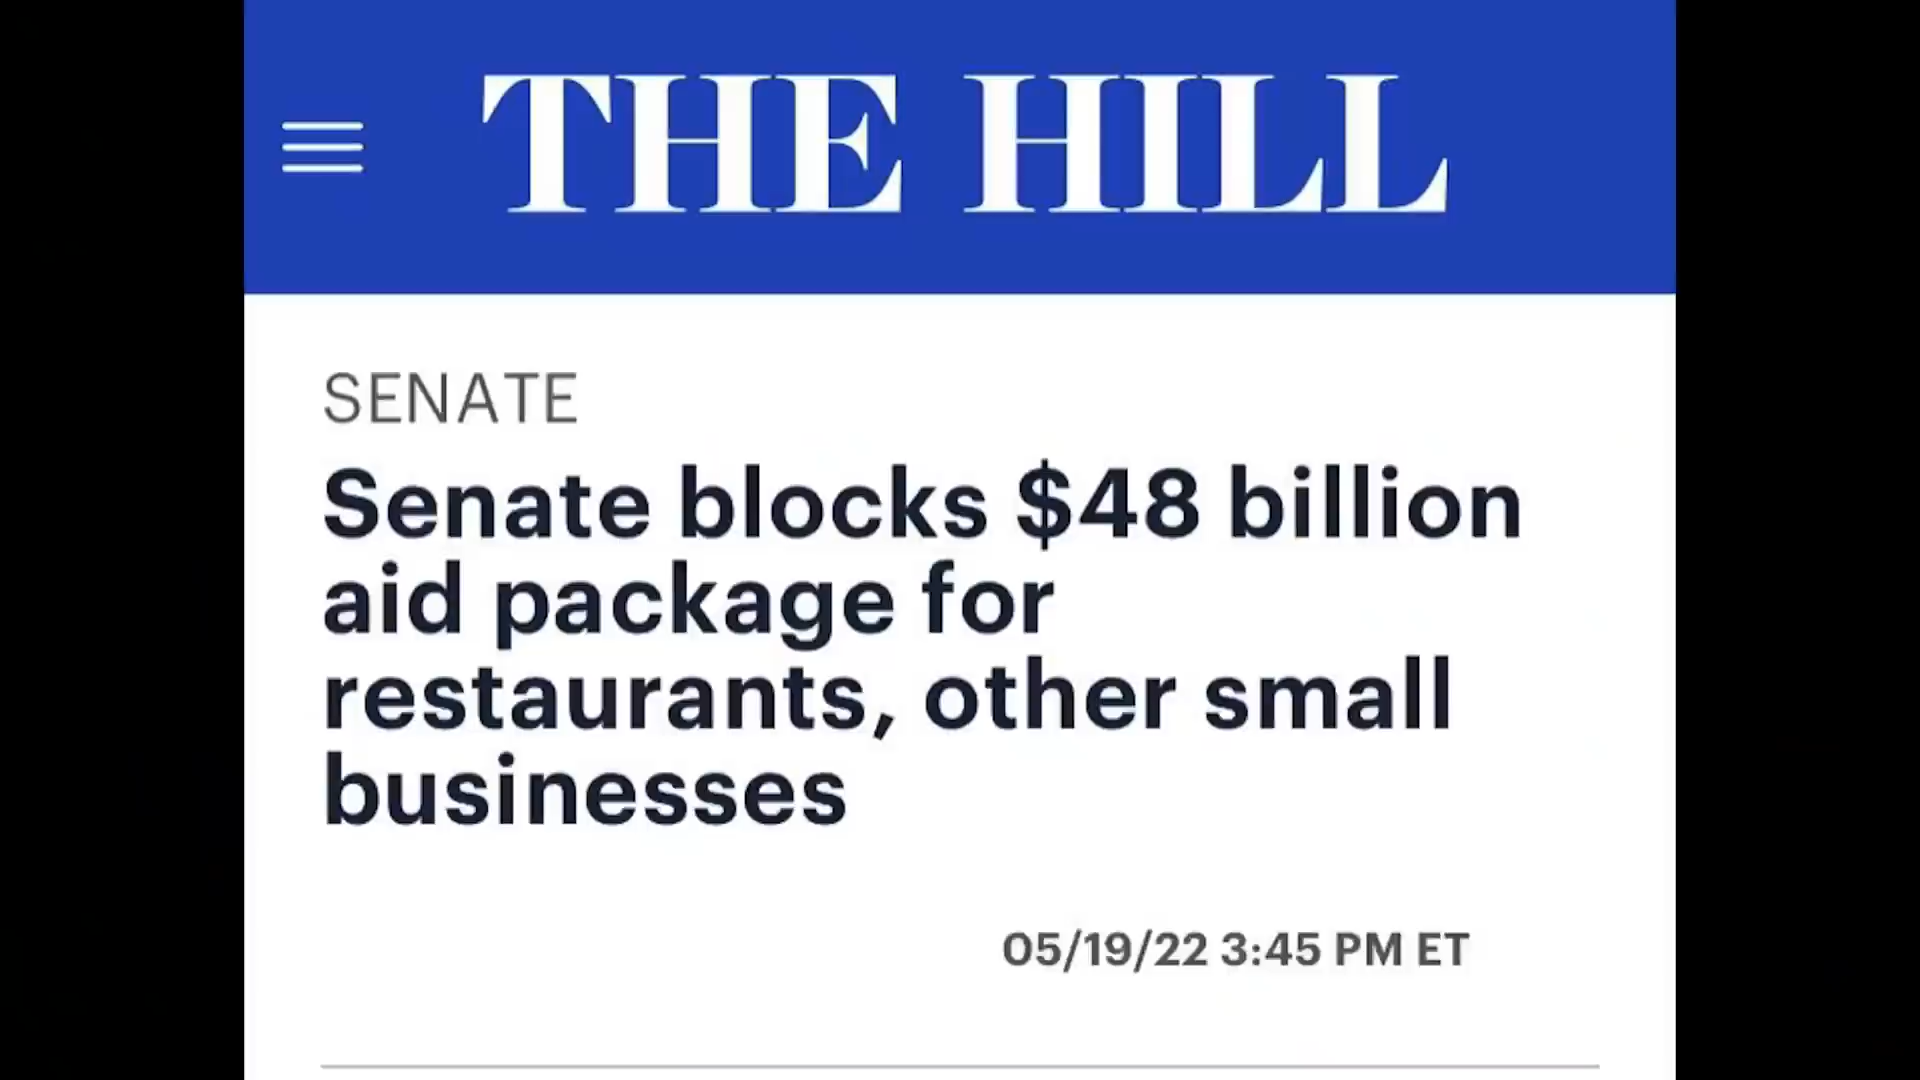 THE HILL
SENATE
Senate blocks $48 billion
aid package for
restaurants, other small
businesses
05/19/22 3:45 PM ET